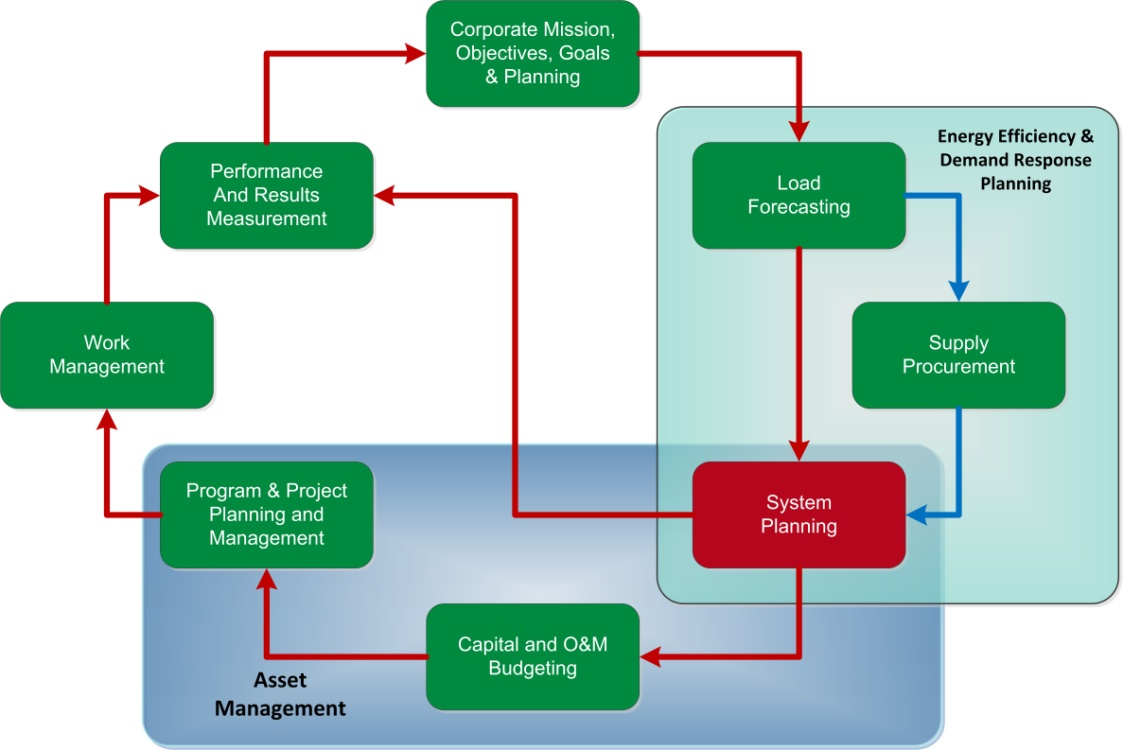 Corporate Mission,
Objectives, Goals
& Planning
Energy Efficiency &
Demand Response
Planning
Performance
And Results
Measurement
Load
Forecasting
Work
Management
Supply
Procurement
Program & Project
Planning and
Management
System
Planning
Capital and O&M
Budgeting
Asset
Management